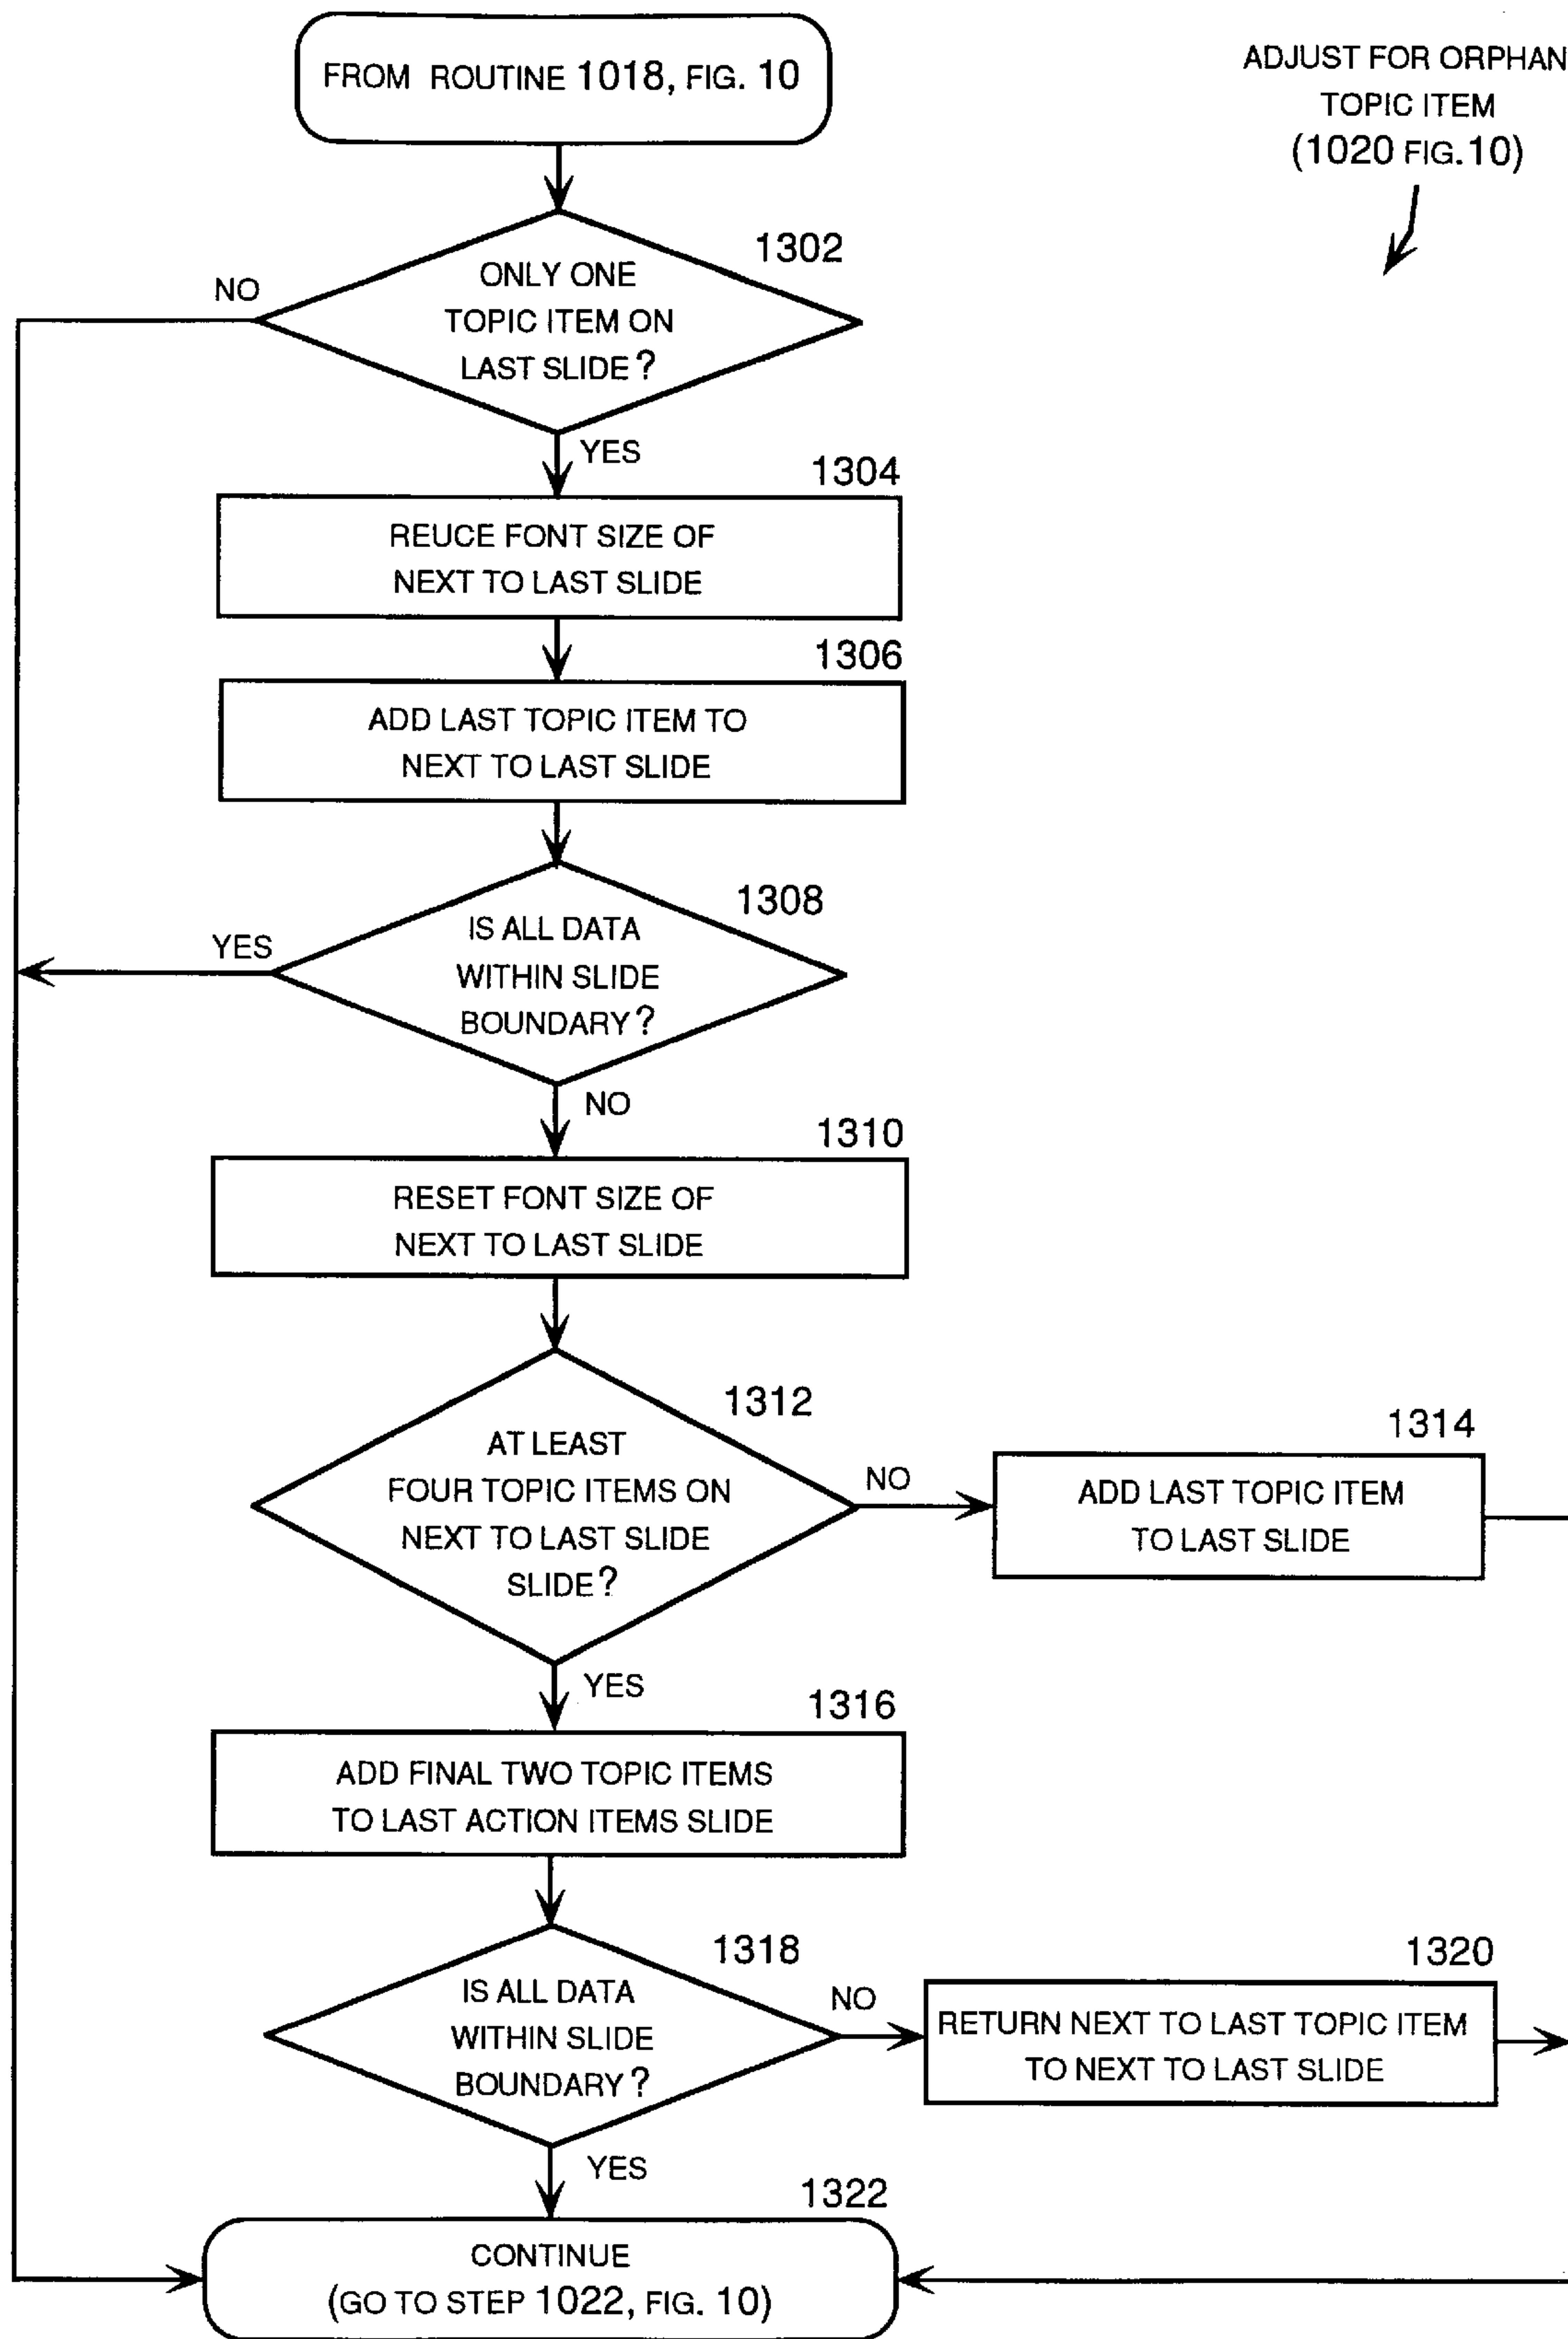 FROM ROUTINE 1018, FIG. 10
ADJUST FOR ORPHAN
TOPIC ITEM
(1020 FIG.10)
1302
ONLY ONE
TOPIC ITEM ON
LAST SLIDE?
NO
YES
1304
REUCE FONT SIZE OF
NEXT TO LAST SLIDE
1306
ADD LAST TOPIC ITEM TO
NEXT TO LAST SLIDE
1308
IS ALL DATA
WITHIN SLIDE
BOUNDARY?
YES
NO
1310
RESET FONT SIZE OF
NEXT TO LAST SLIDE
1312
AT LEAST
FOUR TOPIC ITEMS ON
NEXT TO LAST SLIDE
SLIDE?
NO
1314
ADD LAST TOPIC ITEM
TO LAST SLIDE
YES
1316
ADD FINAL TWO TOPIC ITEMS
TO LAST ACTION ITEMS SLIDE
1318
IS ALL DATA
WITHIN SLIDE
BOUNDARY?
NO
1320
RETURN NEXT TO LAST TOPIC ITEM
TO NEXT TO LAST SLIDE
YES
1322
CONTINUE
(GO TO STEP 1022, FIG. 10)